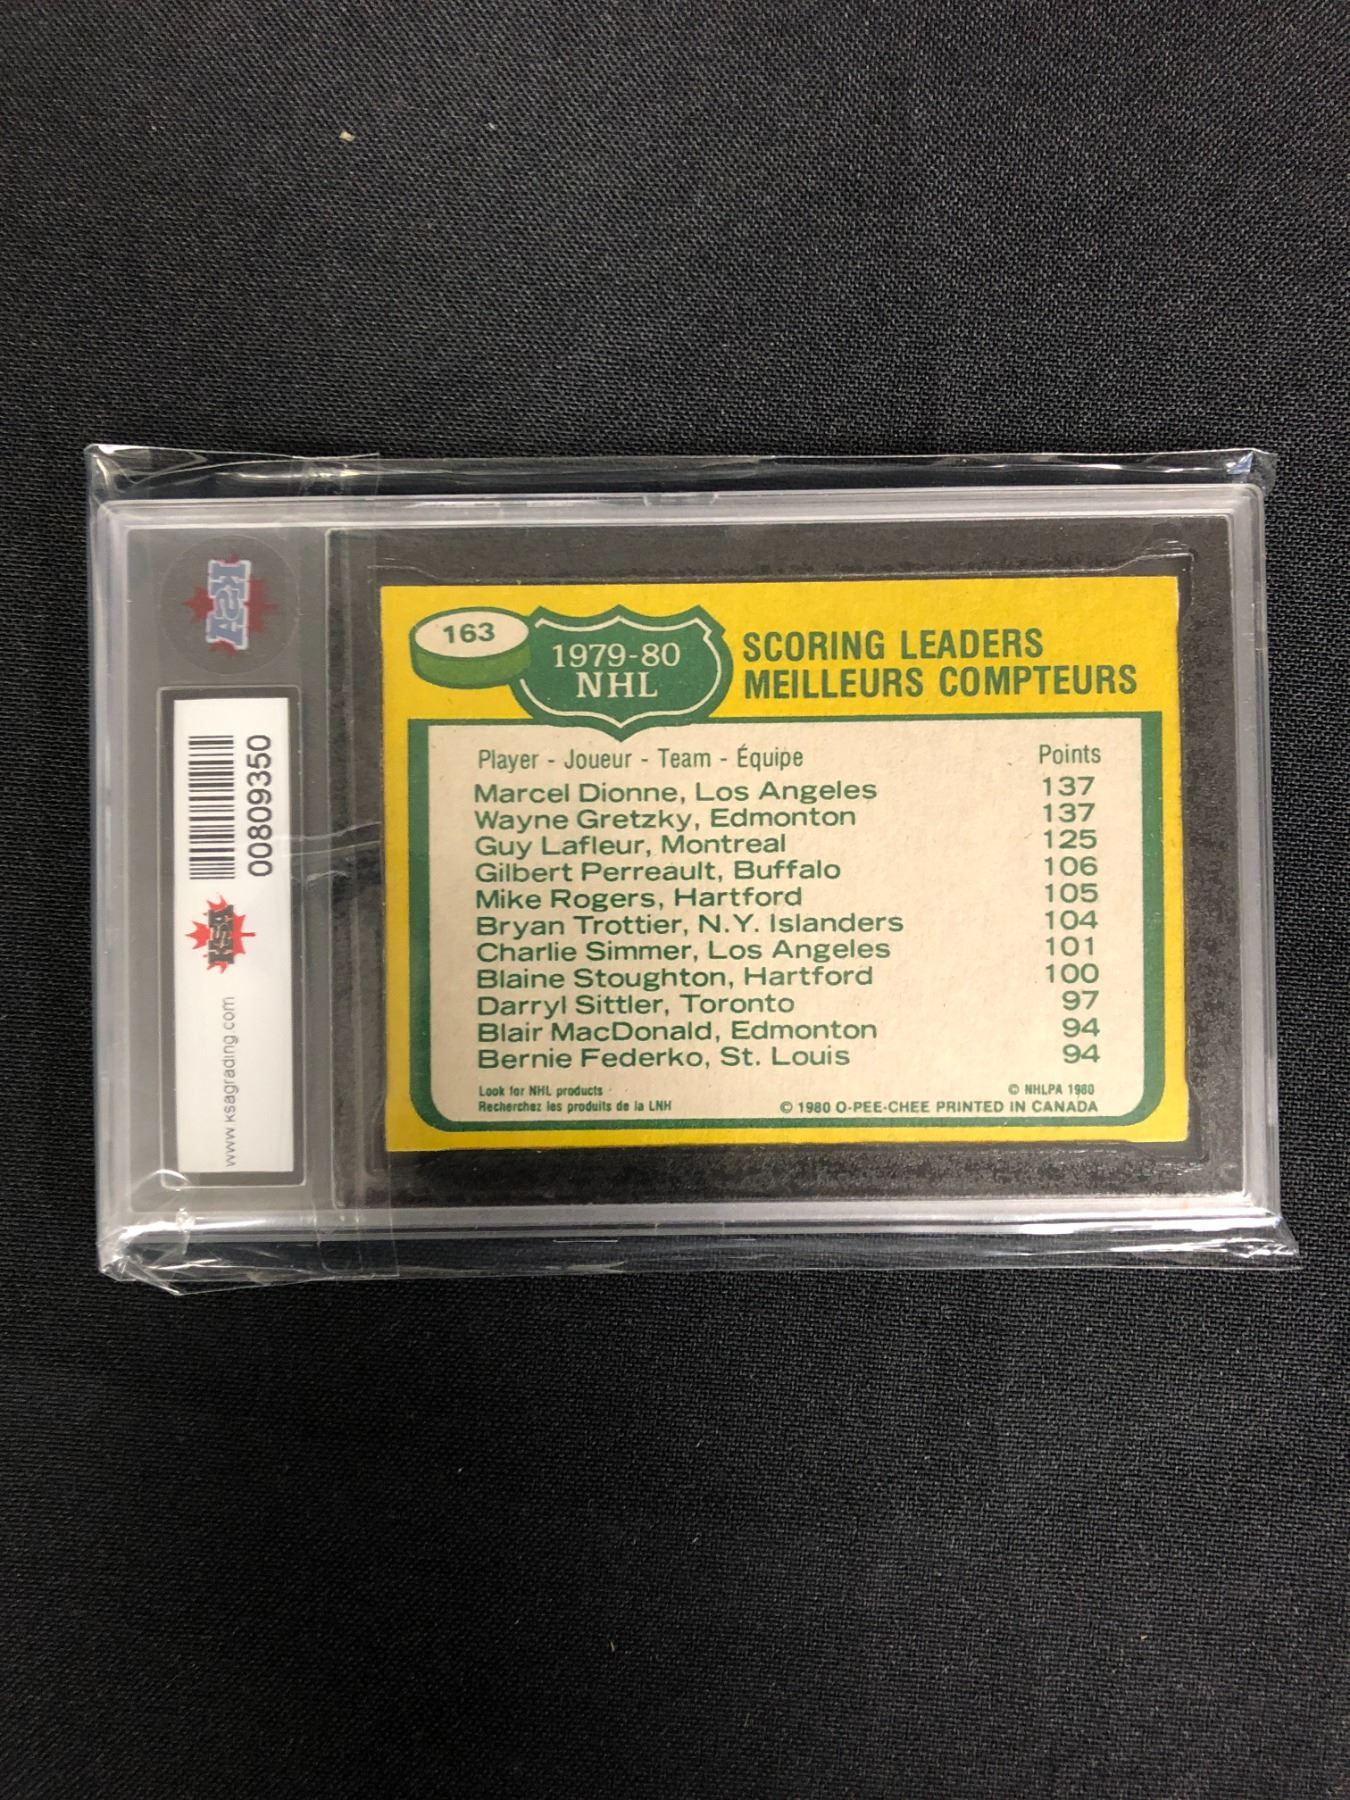 163
1979-80
NHL
SCORING LEADERS
MEILLEURS COMPTEURS
Player - Joueur - Team - Équipe Points
Marcel Dionne, Los Angeles 137
Wayne Gretzky, Edmonton 137
Guy Lafleur, Montreal 125
Gilbert Perreault, Buffalo 106
Mike Rogers, Hartford 105
Bryan Trottier, N.Y. Islanders 104
Charlie Simmer, Los Angeles 101
Blaine Stoughton, Hartford 100
Darryl Sittler, Toronto 97
Blair MacDonald, Edmonton 94
Bernie Federko, St. Louis 94
Look for NHL products © NHLPA 1980
Recherchez les produits de la LNH © 1980 O-PEE-CHEE PRINTED IN CANADA
KSA
00809350
KSA
www.ksagrading.com